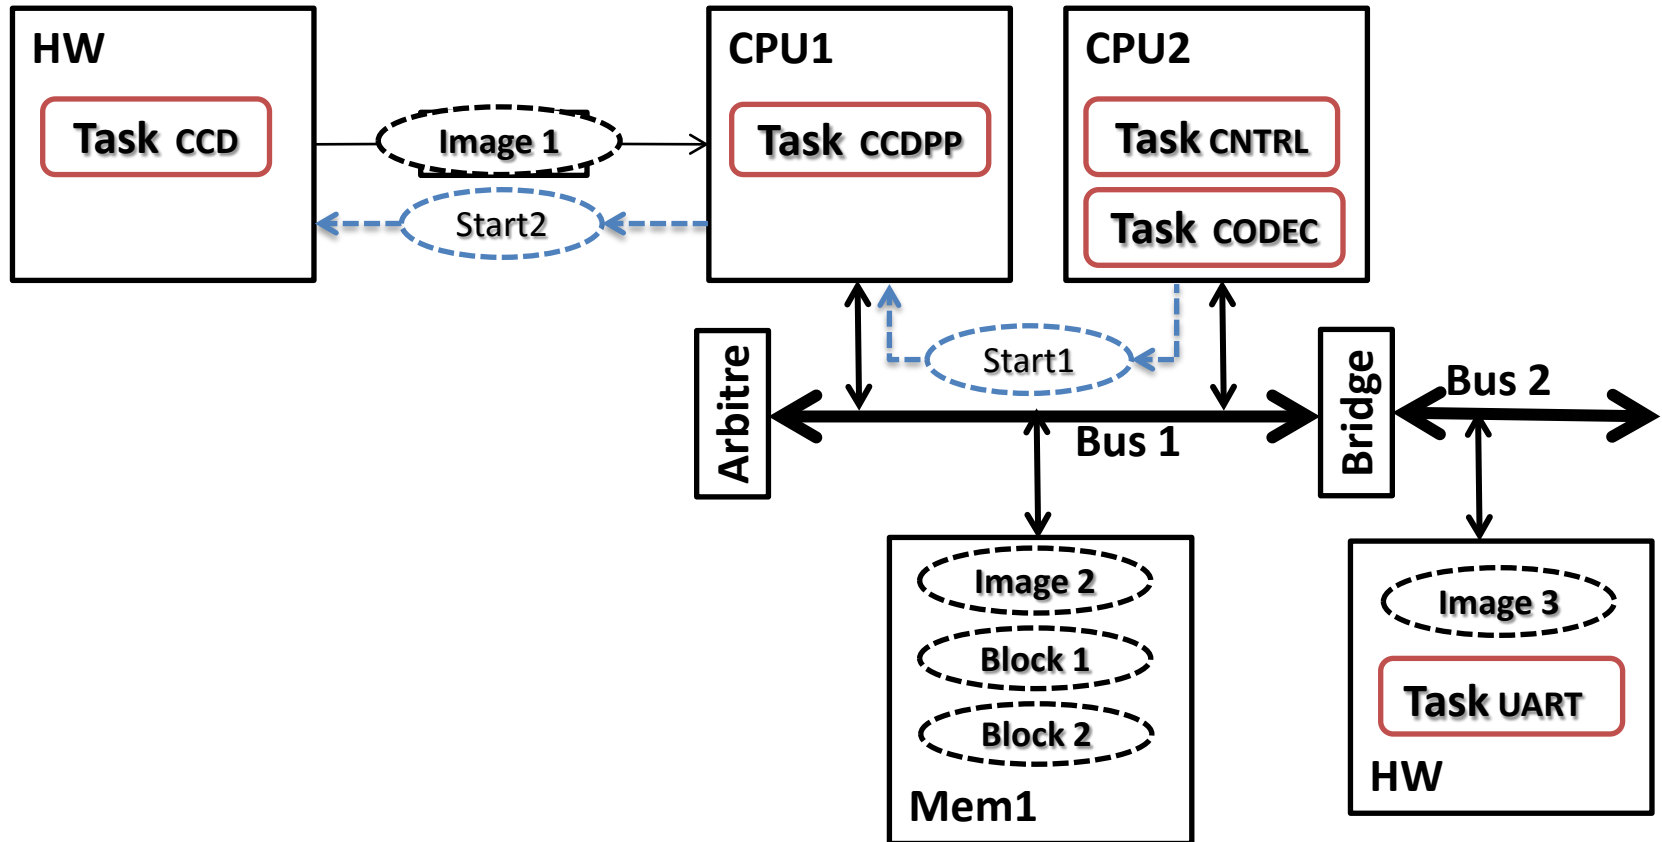 HW
Task CCD
Image 1
Start2
CPU1
Task CCDPP
CPU2
Task CNTRL
Task CODEC
Start1
Arbitre
Bus 1
Bridge
Bus 2
Image 2
Block 1
Block 2
Mem1
Image 3
Task UART
HW